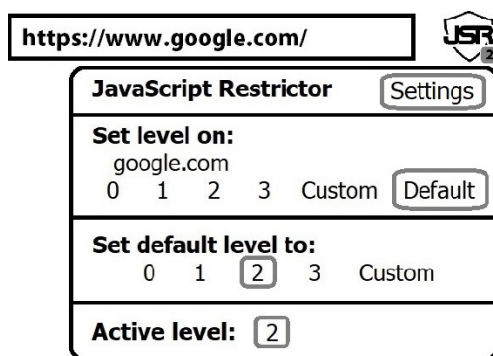 https://www.google.com/
JSR
2
JavaScript Restrictor Settings
Set level on:
google.com
0 1 2 3 Custom Default
Set default level to:
0 1 2 3 Custom
Active level: 2